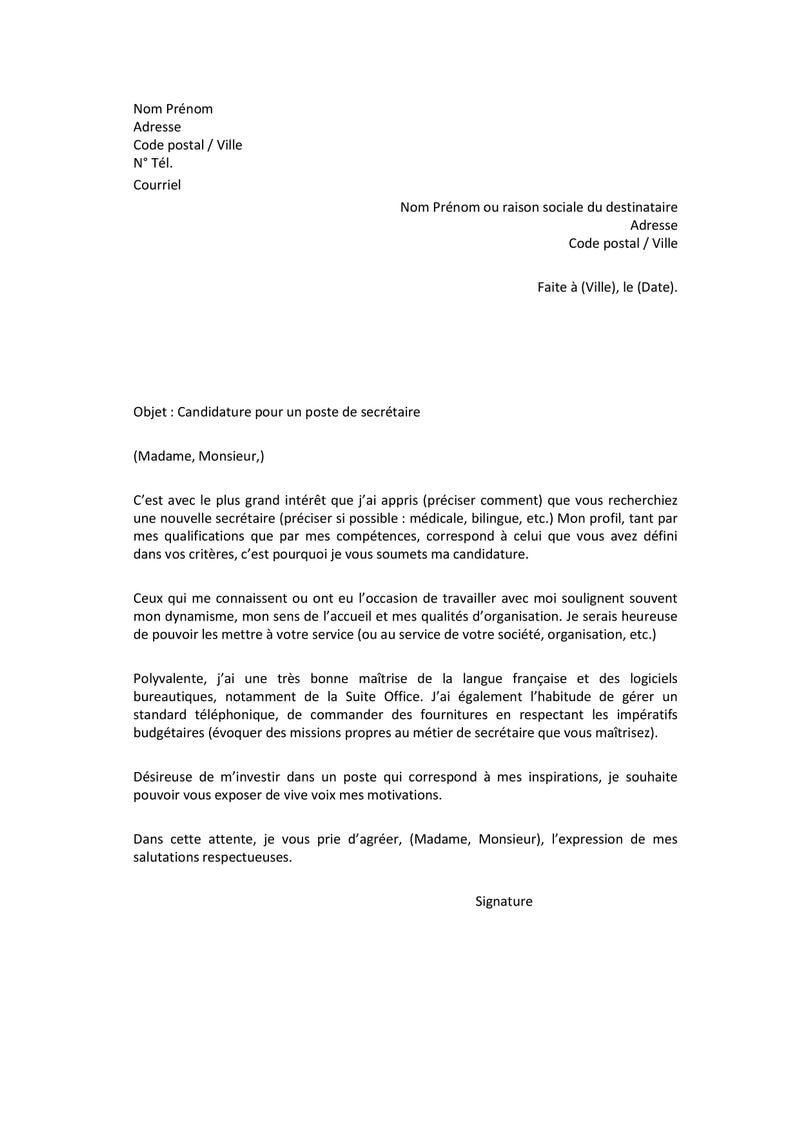 Nom Prénom
Adresse
Code postal / Ville
N° Tél.
Courriel
Nom Prénom ou raison sociale du destinataire
Adresse
Code postal / Ville
Faite à (Ville), le (Date).
Objet : Candidature pour un poste de secrétaire
(Madame, Monsieur,)
C’est avec le plus grand intérêt que j’ai appris (préciser comment) que vous recherchiez
une nouvelle secrétaire (préciser si possible : médicale, bilingue, etc.) Mon profil, tant par
mes qualifications que par mes compétences, correspond à celui que vous avez défini
dans vos critères, c’est pourquoi je vous soumets ma candidature.
Ceux qui me connaissent ou ont eu l’occasion de travailler avec moi soulignent souvent
mon dynamisme, mon sens de l’accueil et mes qualités d’organisation. Je serais heureuse
de pouvoir les mettre à votre service (ou au service de votre société, organisation, etc.)
Polyvalente, j’ai une très bonne maîtrise de la langue française et des logiciels
bureautiques, notamment de la Suite Office. J’ai également l’habitude de gérer un
standard téléphonique, de commander des fournitures en respectant les impératifs
budgétaires (évoquer des missions propres au métier de secrétaire que vous maîtrisez).
Désireuse de m’investir dans un poste qui correspond à mes inspirations, je souhaite
pouvoir vous exposer de vive voix mes motivations.
Dans cette attente, je vous prie d’agréer, (Madame, Monsieur), l’expression de mes
salutations respectueuses.
Signature